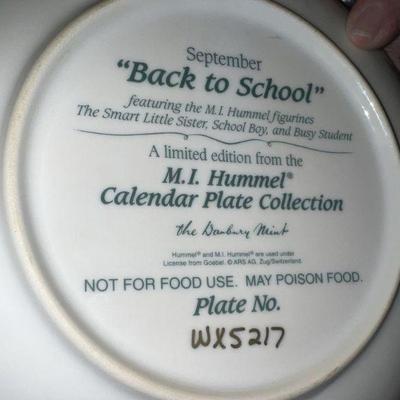 September
"Back to School"
featuring the M.I. Hummel figurines
The Smart Little Sister, School Boy, and Busy Student
A limited edition from the
M.I. Hummel®
Calendar Plate Collection
the Danbury Mint
Hummel® and M.I. Hummel® are used under
License from Goebel. © ARS AG, Zug/Switzerland.
NOT FOR FOOD USE. MAY POISON FOOD.
Plate No.
WX5217